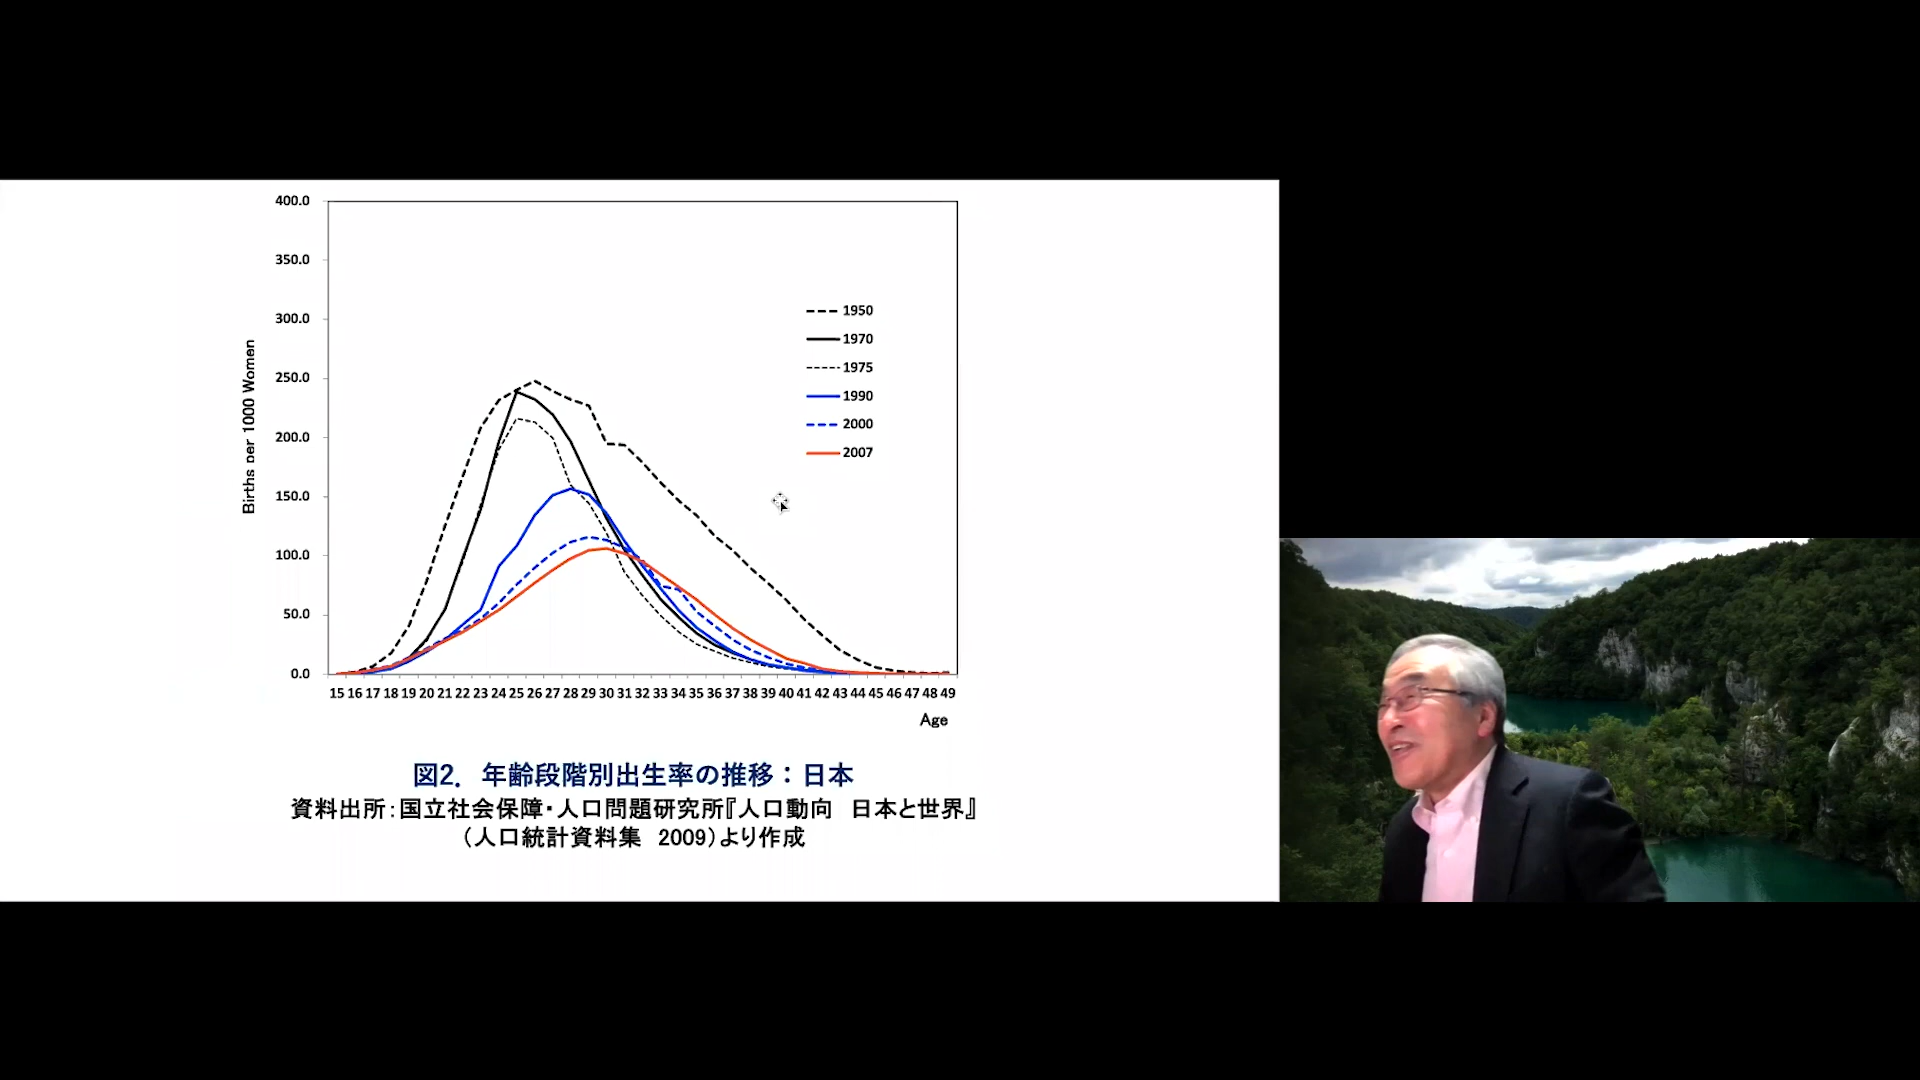 400.0
350.0
300.0
250.0
200.0
150.0
100.0
50.0
0.0
Births per 1000 Women
1950
1970
1975
1990
2000
2007
15 16 17 18 19 20 21 22 23 24 25 26 27 28 29 30 31 32 33 34 35 36 37 38 39 40 41 42 43 44 45 46 47 48 49
Age
図2. 年齢段階別出生率の推移：日本
資料出所：国立社会保障・人口問題研究所『人口動向 日本と世界』
（人口統計資料集 2009）より作成